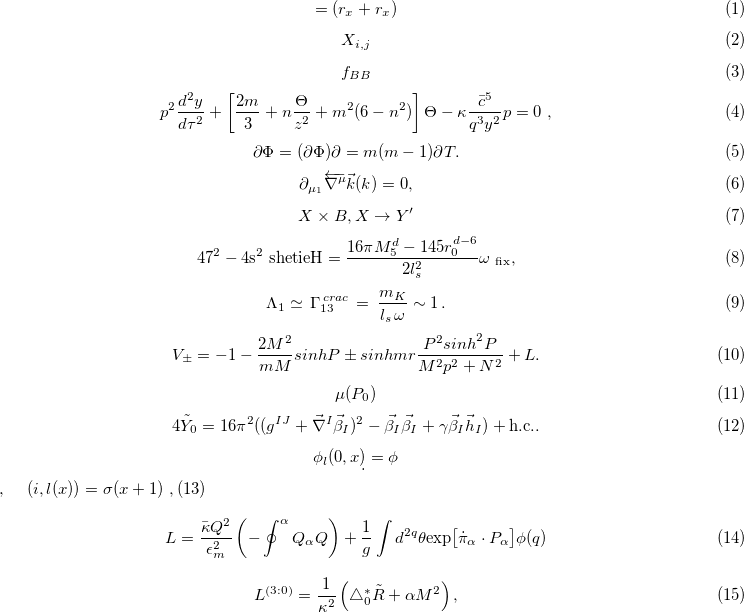 = (r_x + r_x) (1)
X_{i,j} (2)
f_{BB} (3)
p^2 \frac{d^2 y}{d\tau^2} + \left[ \frac{2m}{3} + n\frac{\Theta}{z^2} + m^2(6 - n^2) \right] \Theta - \kappa \frac{\bar{c}^5}{q^3 y^2} p = 0 , (4)
\partial\Phi = (\partial\Phi)\partial = m(m - 1)\partial T. (5)
\partial_{\mu_1} \overleftarrow{\nabla}^{\mu} \vec{k}(k) = 0, (6)
X \times B, X \to Y' (7)
47^2 - 4s^2 shetieH = \frac{16\pi M_5^d - 145 r_0^{d-6}}{2l_s^2} \omega_{fix}, (8)
\Lambda_1 \simeq \Gamma_{13}^{crac} = \frac{m_K}{l_s \omega} \sim 1 . (9)
V_{\pm} = -1 - \frac{2M^2}{mM} sinhP \pm sinhmr \frac{P^2 sinh^2 P}{M^2 p^2 + N^2} + L. (10)
\mu(P_0) (11)
4\tilde{Y_0} = 16\pi^2((g^{IJ} + \vec{\nabla}^I \vec{\beta}_I)^2 - \vec{\beta}_I \vec{\beta}_I + \gamma \vec{\beta}_I \vec{h}_I) + h.c.. (12)
\phi_l(0, x) = \phi
, (i, l(x)) = \sigma(x + 1) , (13)
L = \frac{\bar{\kappa} Q^2}{\epsilon_m^2} \left( - \oint^{\alpha} Q_{\alpha} Q \right) + \frac{1}{g} \int d^{2q}\theta exp[\dot{\pi}_{\alpha} \cdot P_{\alpha}] \phi(q) (14)
L^{(3:0)} = \frac{1}{\kappa^2} \left( \triangle_0^* \tilde{R} + \alpha M^2 \right) , (15)